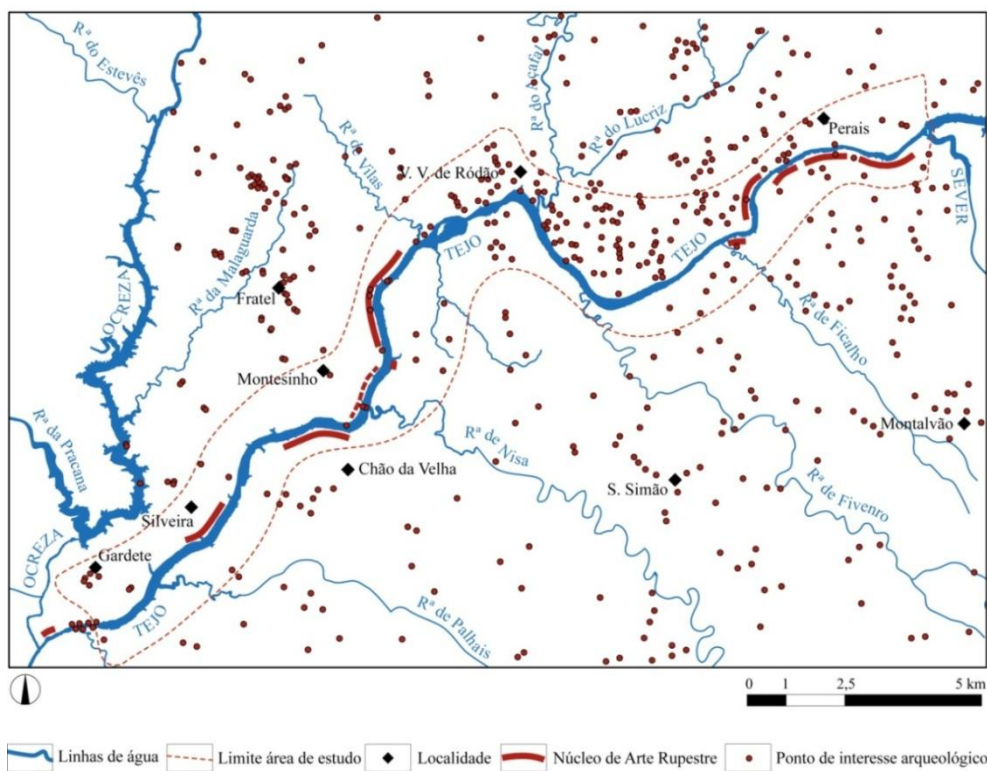 Rª do Estevês
Rª do Açafal
Rª do Lucriz
Perais
Rª de Vilas
V. V. de Ródão
SEVER
TEJO
TEJO
Rª da Malaguarda
OCREZA
Fratel
Rª de Ficalho
Montesinho
Montalvão
Rª da Pracana
Rª de Nisa
Chão da Velha
S. Simão
Rª de Fivenro
Silveira
Gardete
OCREZA
TEJO
Rª de Palhais
0 1 2,5 5 km
Linhas de água Limite área de estudo Localidade Núcleo de Arte Rupestre Ponto de interesse arqueológico